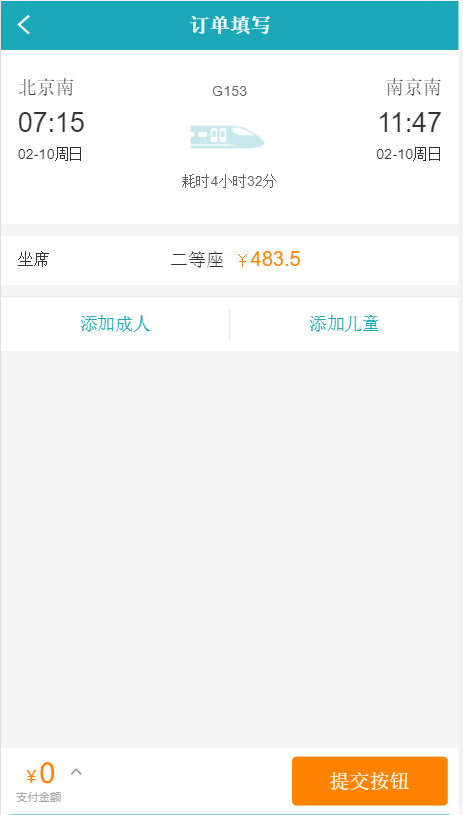 订单填写
北京南 G153 南京南
07:15 11:47
02-10周日 02-10周日
耗时4小时32分
坐席 二等座 ¥483.5
添加成人 添加儿童
¥0 提交按钮
支付金额